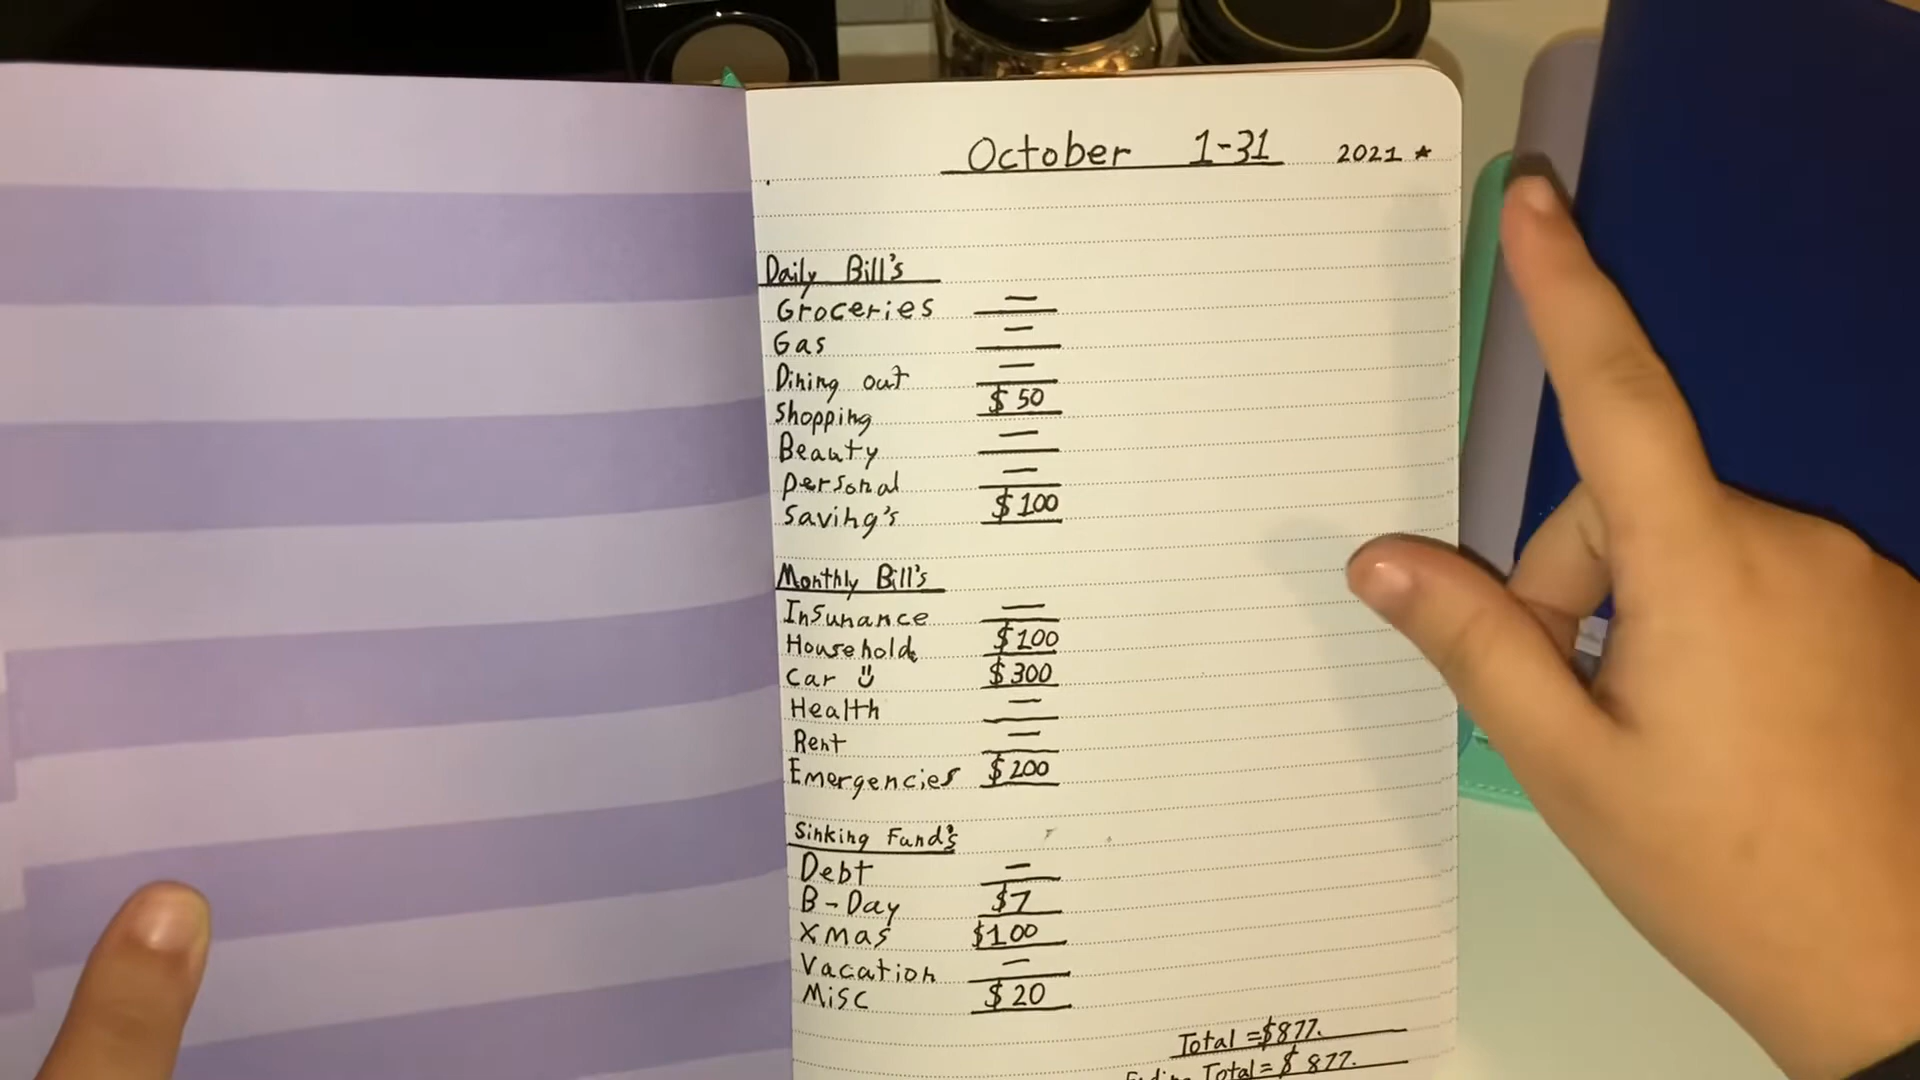 October 1-31 2021 ★
Daily Bill's
Groceries —
Gas —
Dining out —
Shopping $50
Beauty —
Personal —
Saving's $100
Monthly Bill's
Insunance —
Household $100
Car $300
Health —
Rent —
Emergencies $200
Sinking Fund's
Debt —
B-Day $7
Xmas $100
Vacation —
Misc $20
Total =$877.
Total = $877.